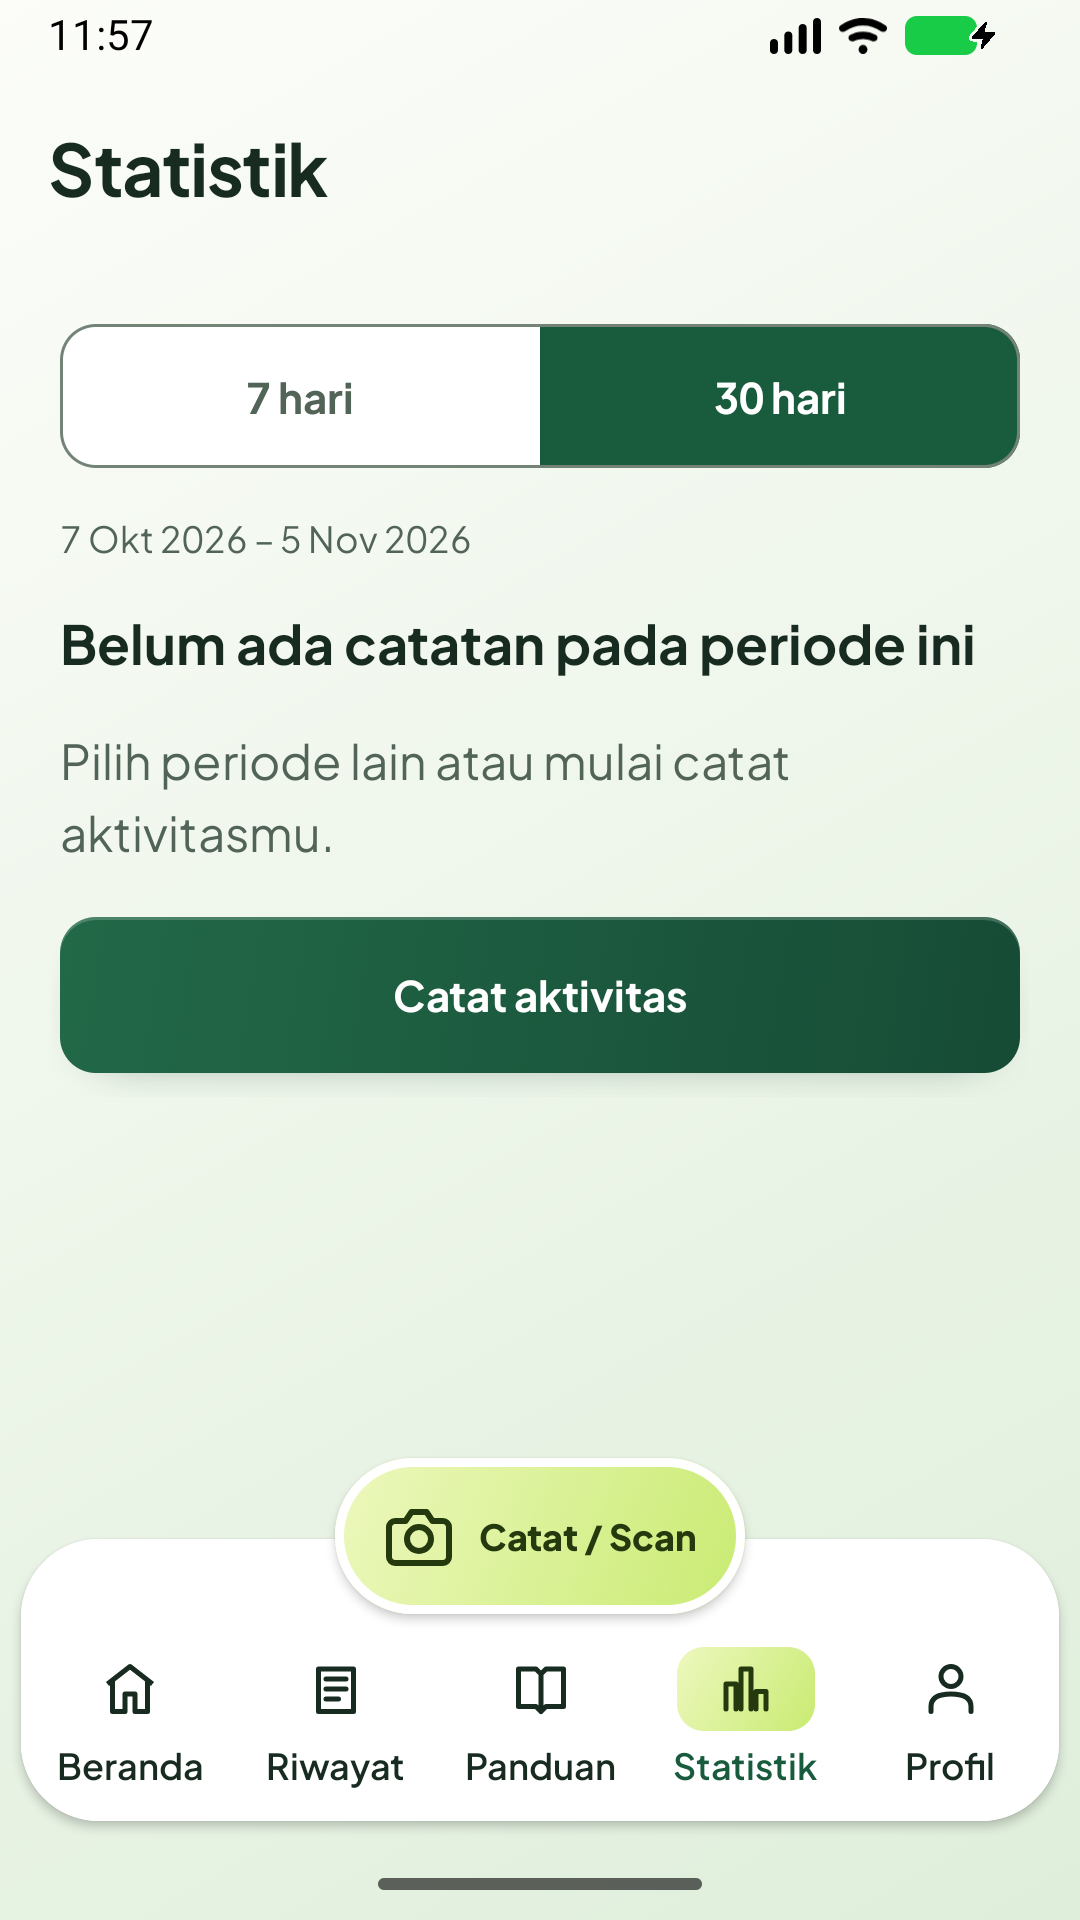 11:57
Statistik
7 hari
30 hari
7 Okt 2026 – 5 Nov 2026
Belum ada catatan pada periode ini
Pilih periode lain atau mulai catat
aktivitasmu.
Catat aktivitas
Catat / Scan
Beranda
Riwayat
Panduan
Statistik
Profil